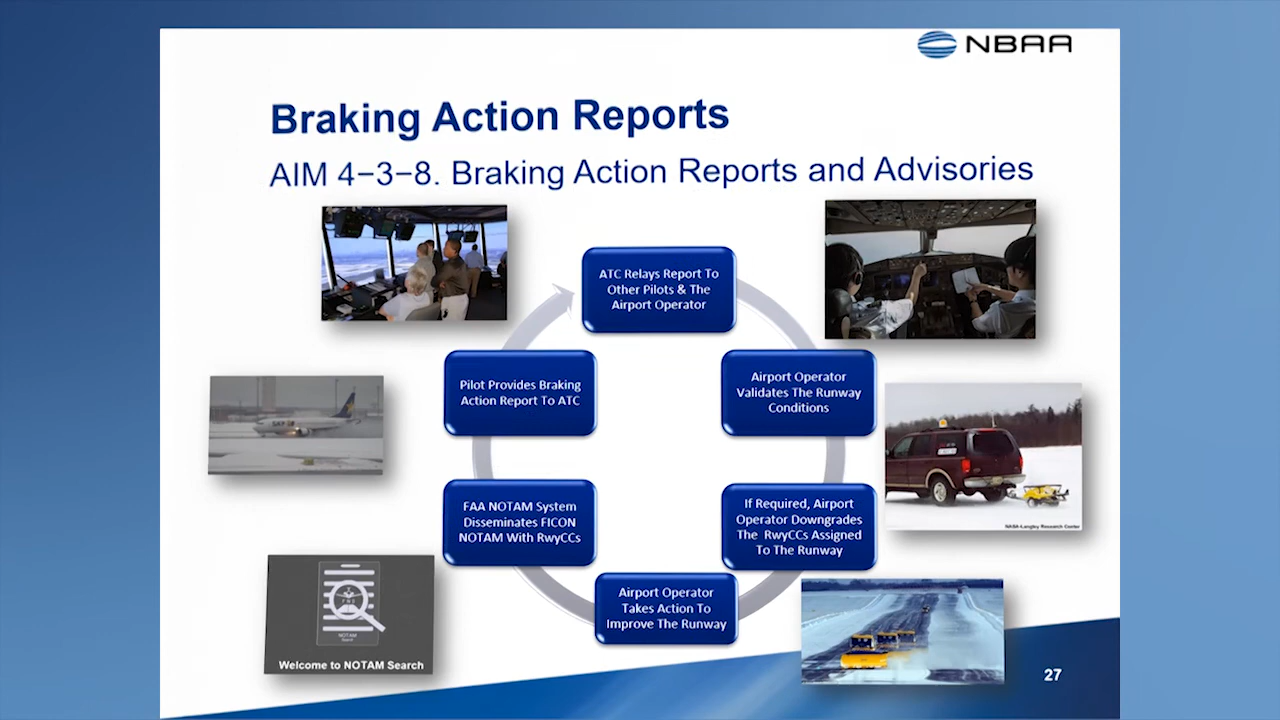 NBAA
Braking Action Reports
AIM 4−3−8. Braking Action Reports and Advisories
ATC Relays Report To
Other Pilots & The
Airport Operator
Airport Operator
Validates The Runway
Conditions
If Required, Airport
Operator Downgrades
The RwyCCs Assigned
To The Runway
Airport Operator
Takes Action To
Improve The Runway
FAA NOTAM System
Disseminates FICON
NOTAM With RwyCCs
Pilot Provides Braking
Action Report To ATC
NASA-Langley Research Center
FNS
NOTAM
Search
Welcome to NOTAM Search
27